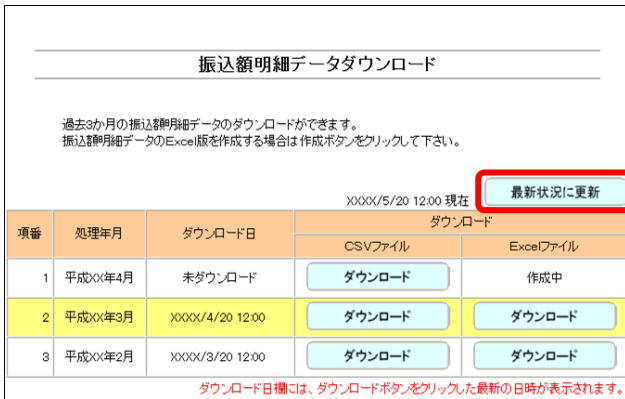 振込額明細データダウンロード
過去3か月の振込額明細データのダウンロードができます。
振込額明細データのExcel版を作成する場合は作成ボタンをクリックして下さい。
XXXX/5/20 12:00 現在 最新状況に更新
項番 処理年月 ダウンロード日 ダウンロード
CSVファイル Excelファイル
1 平成XX年4月 未ダウンロード ダウンロード 作成中
2 平成XX年3月 XXXX/4/20 12:00 ダウンロード ダウンロード
3 平成XX年2月 XXXX/3/20 12:00 ダウンロード ダウンロード
ダウンロード日欄には、ダウンロードボタンをクリックした最新の日時が表示されます。